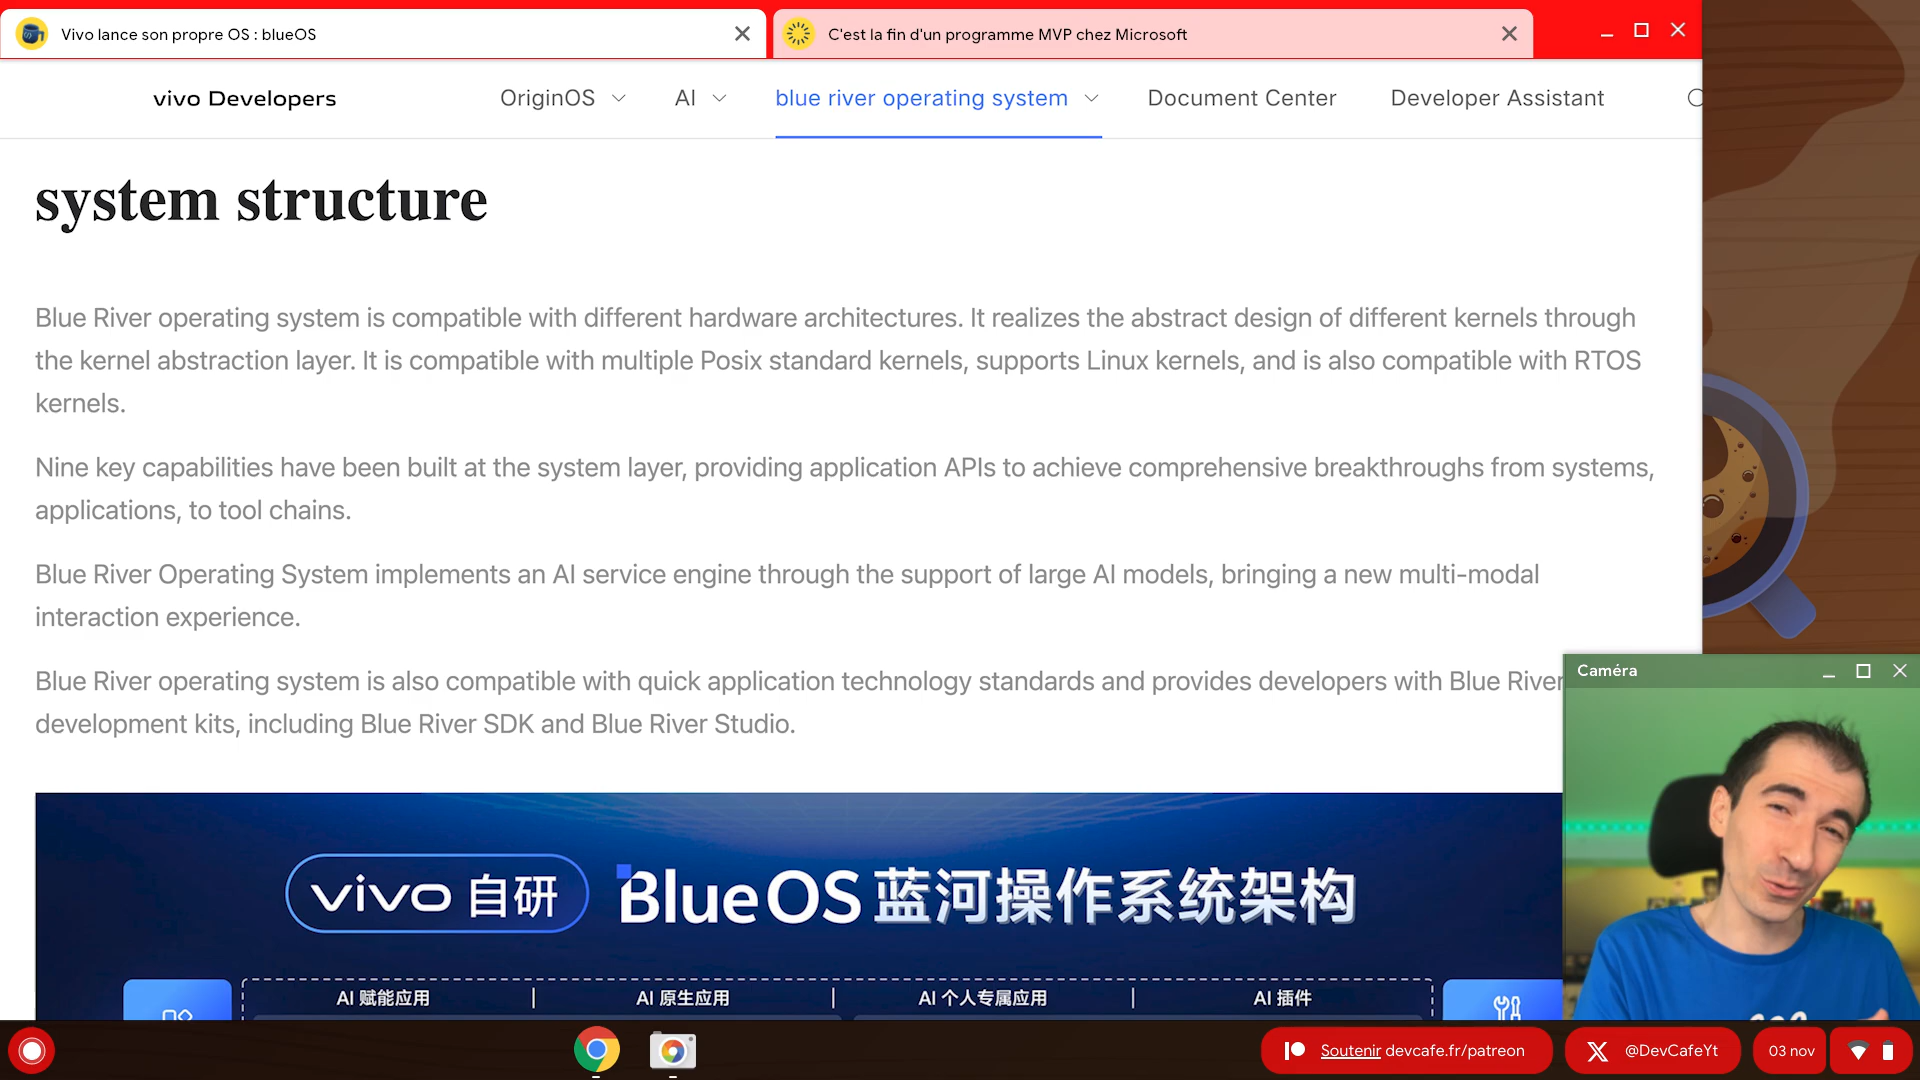 Vivo lance son propre OS : blueOS
C'est la fin d'un programme MVP chez Microsoft
vivo Developers
OriginOS
AI
blue river operating system
Document Center
Developer Assistant
system structure
Blue River operating system is compatible with different hardware architectures. It realizes the abstract design of different kernels through
the kernel abstraction layer. It is compatible with multiple Posix standard kernels, supports Linux kernels, and is also compatible with RTOS
kernels.
Nine key capabilities have been built at the system layer, providing application APIs to achieve comprehensive breakthroughs from systems,
applications, to tool chains.
Blue River Operating System implements an AI service engine through the support of large AI models, bringing a new multi-modal
interaction experience.
Blue River operating system is also compatible with quick application technology standards and provides developers with Blue River
development kits, including Blue River SDK and Blue River Studio.
Caméra
vivo 自研
BlueOS 蓝河操作系统架构
AI 赋能应用 | AI 原生应用 | AI 个人专属应用 | AI 插件
Soutenir devcafe.fr/patreon
@DevCafeYt
03 nov